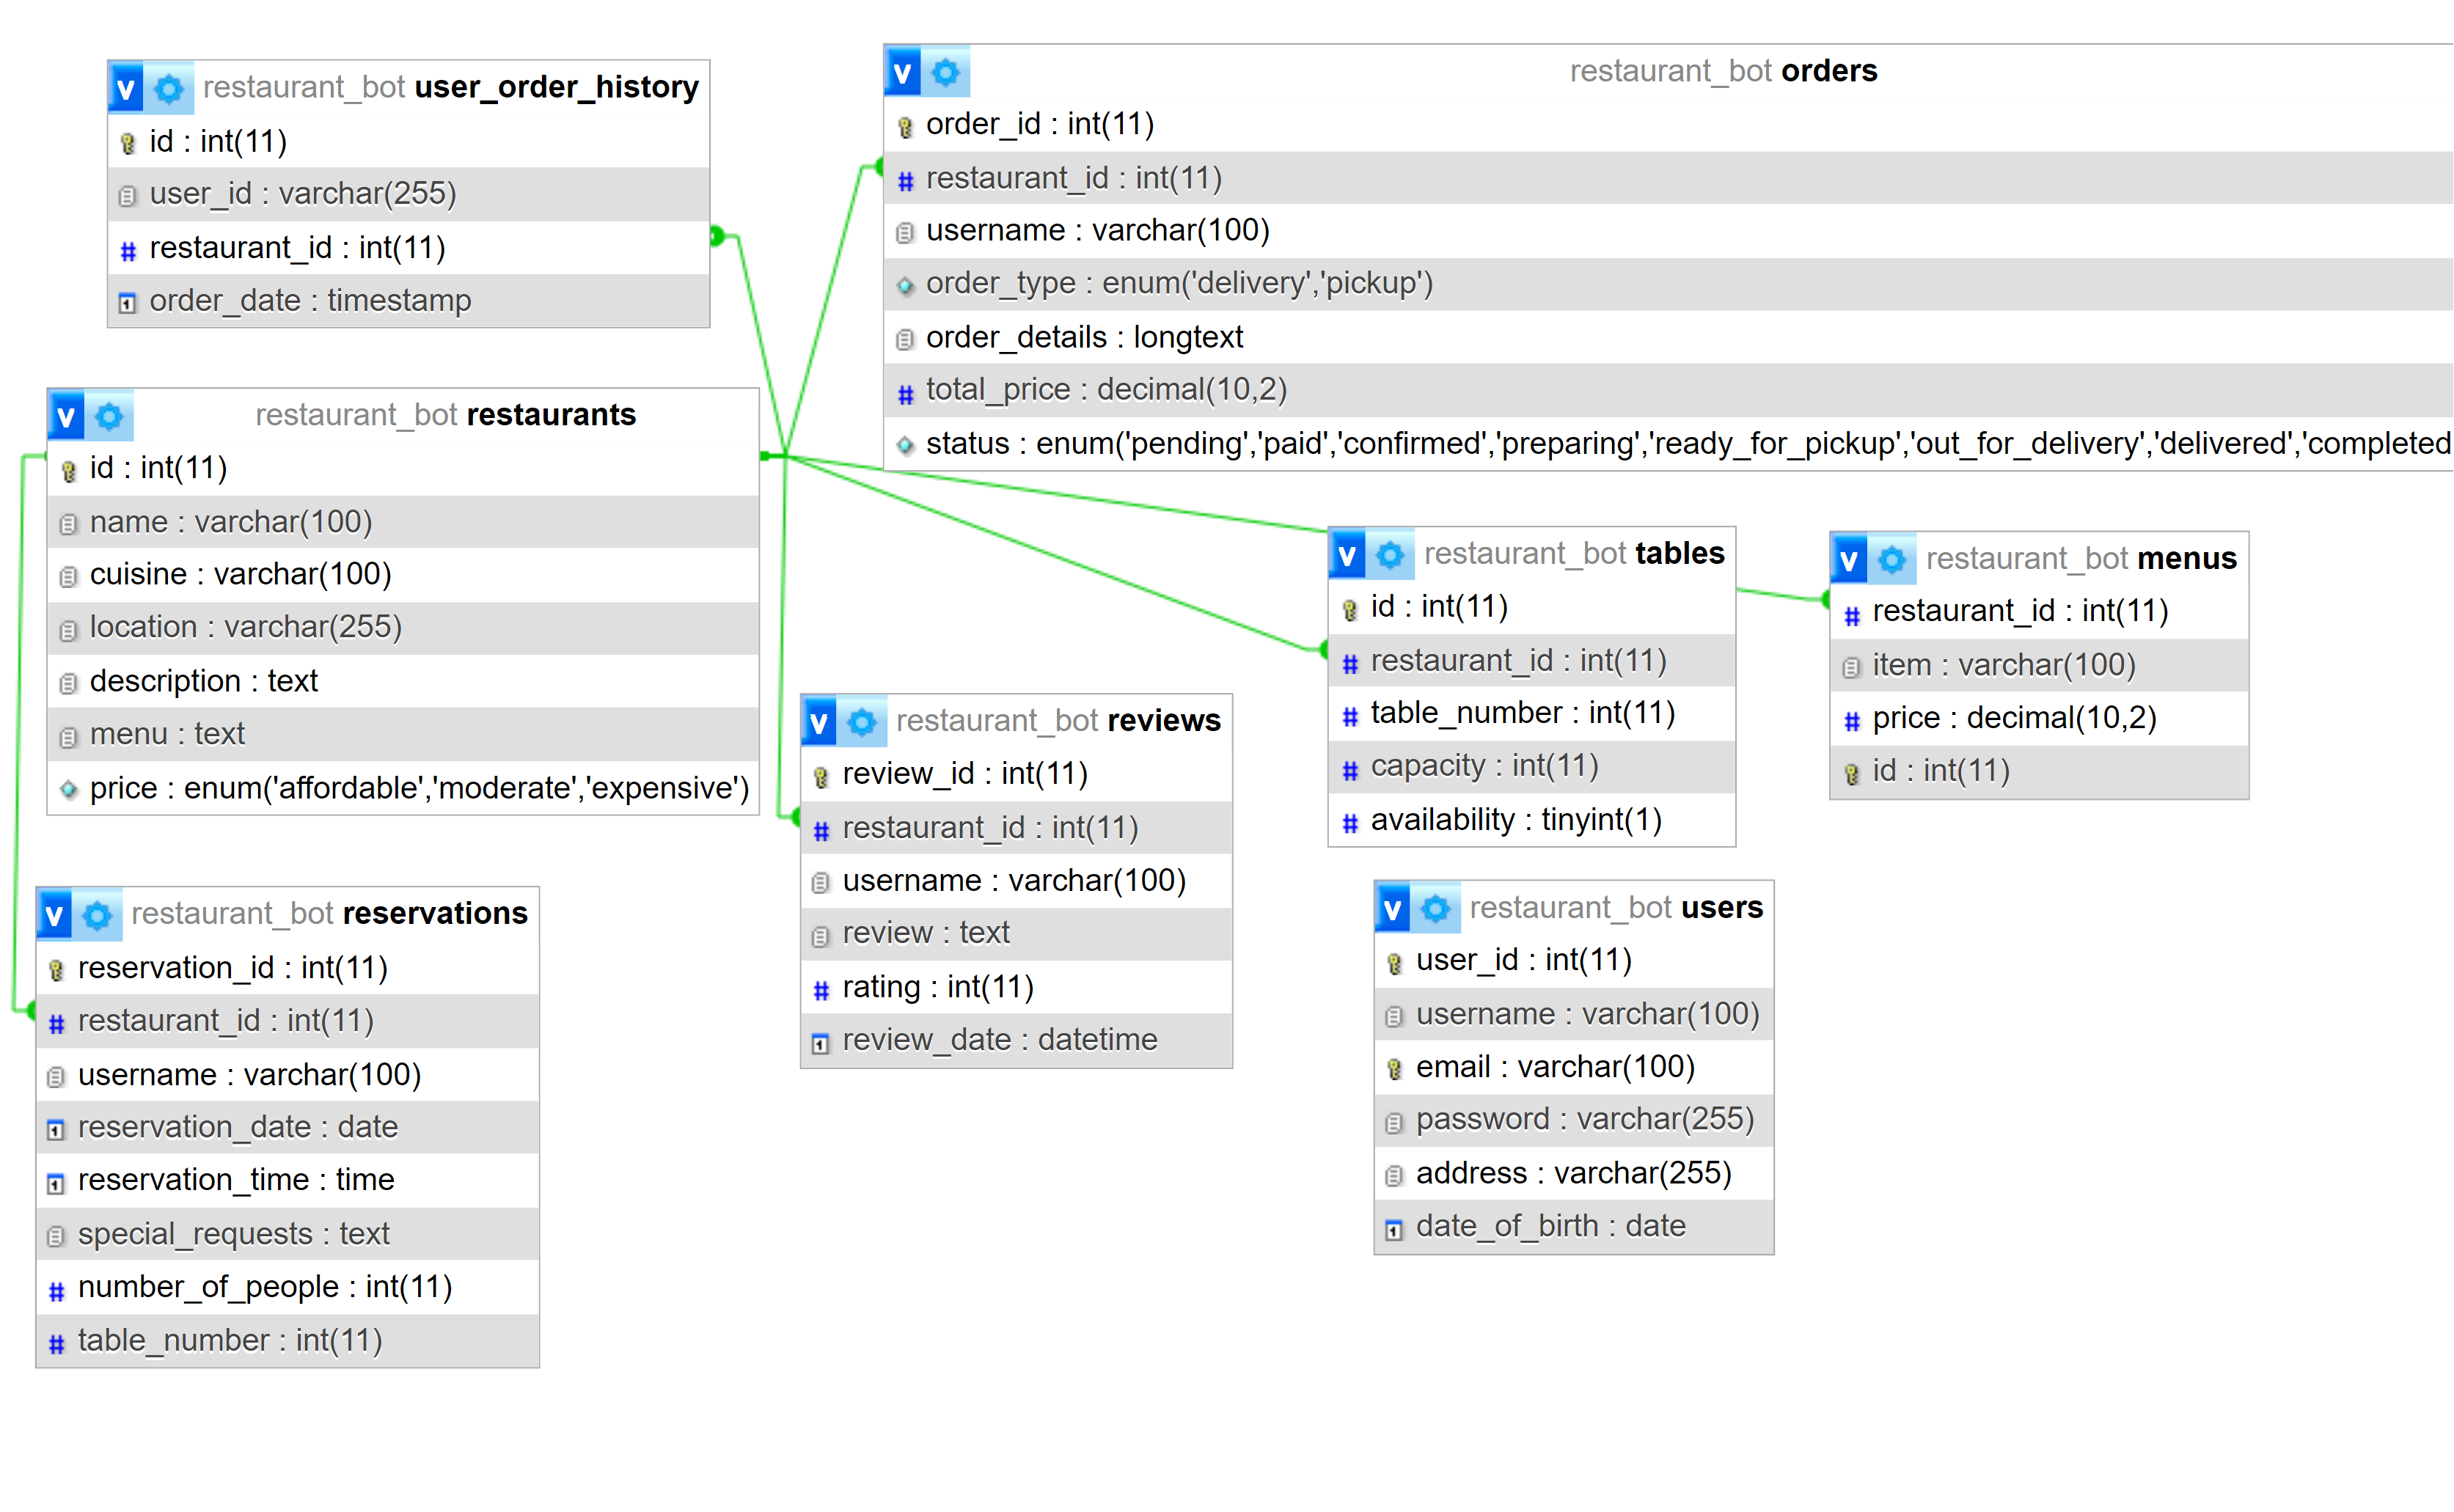 restaurant_bot user_order_history
id : int(11)
user_id : varchar(255)
restaurant_id : int(11)
order_date : timestamp
restaurant_bot orders
order_id : int(11)
restaurant_id : int(11)
username : varchar(100)
order_type : enum('delivery','pickup')
order_details : longtext
total_price : decimal(10,2)
status : enum('pending','paid','confirmed','preparing','ready_for_pickup','out_for_delivery','delivered','completed
restaurant_bot restaurants
id : int(11)
name : varchar(100)
cuisine : varchar(100)
location : varchar(255)
description : text
menu : text
price : enum('affordable','moderate','expensive')
restaurant_bot tables
id : int(11)
restaurant_id : int(11)
table_number : int(11)
capacity : int(11)
availability : tinyint(1)
restaurant_bot menus
restaurant_id : int(11)
item : varchar(100)
price : decimal(10,2)
id : int(11)
restaurant_bot reviews
review_id : int(11)
restaurant_id : int(11)
username : varchar(100)
review : text
rating : int(11)
review_date : datetime
restaurant_bot reservations
reservation_id : int(11)
restaurant_id : int(11)
username : varchar(100)
reservation_date : date
reservation_time : time
special_requests : text
number_of_people : int(11)
table_number : int(11)
restaurant_bot users
user_id : int(11)
username : varchar(100)
email : varchar(100)
password : varchar(255)
address : varchar(255)
date_of_birth : date